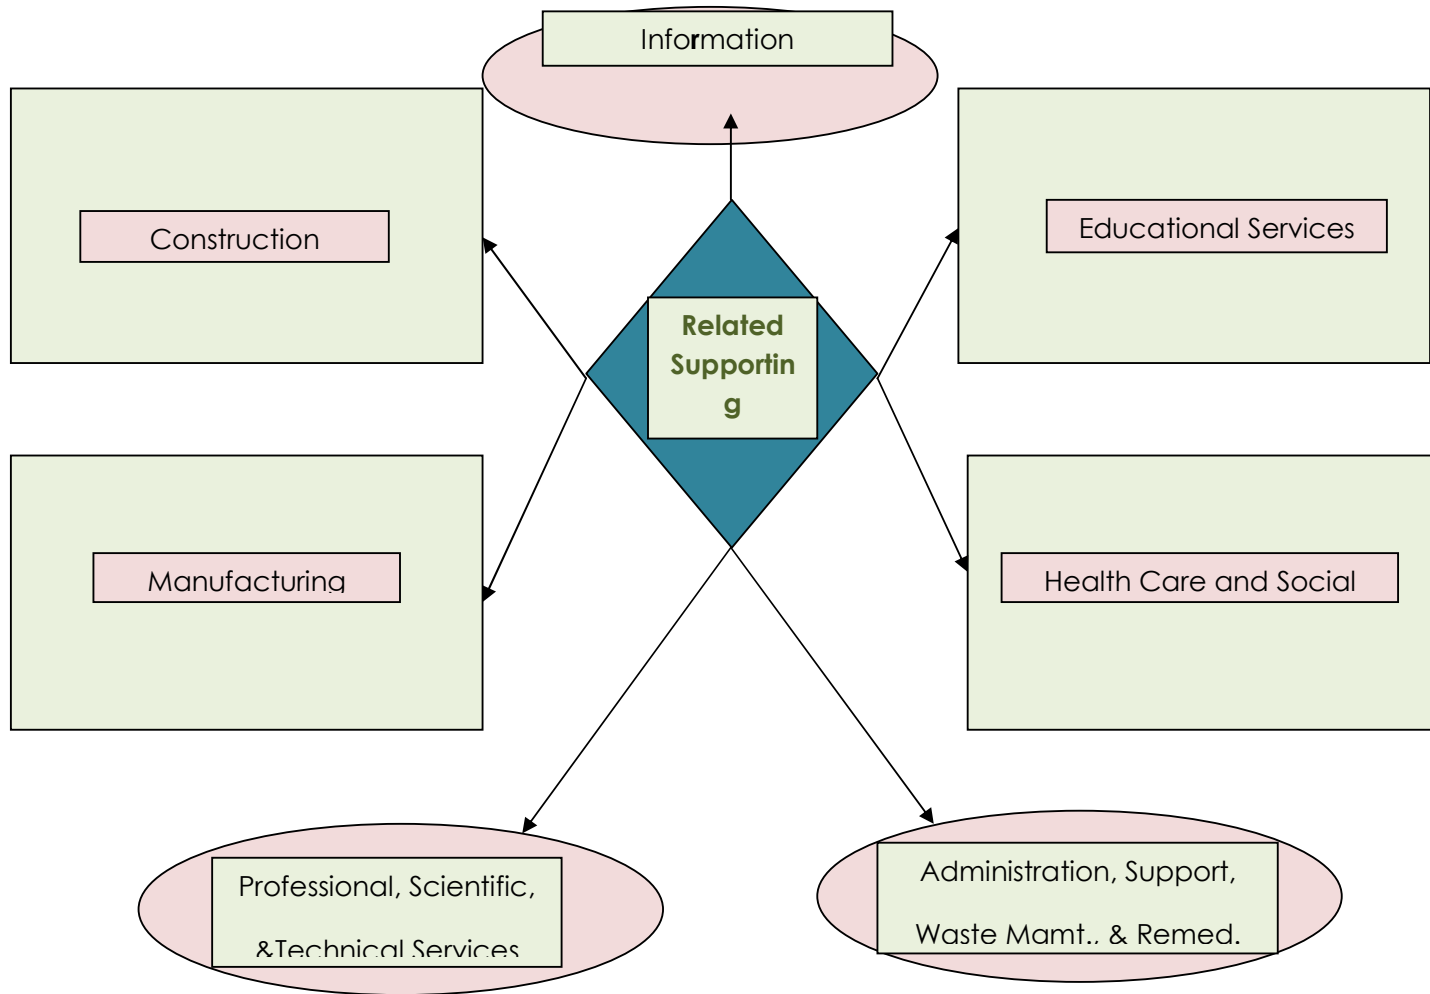 Information
Construction
Educational Services
Related
Supportin
g
Manufacturing
Health Care and Social
Professional, Scientific,
&Technical Services
Administration, Support,
Waste Mgmt., & Remed.